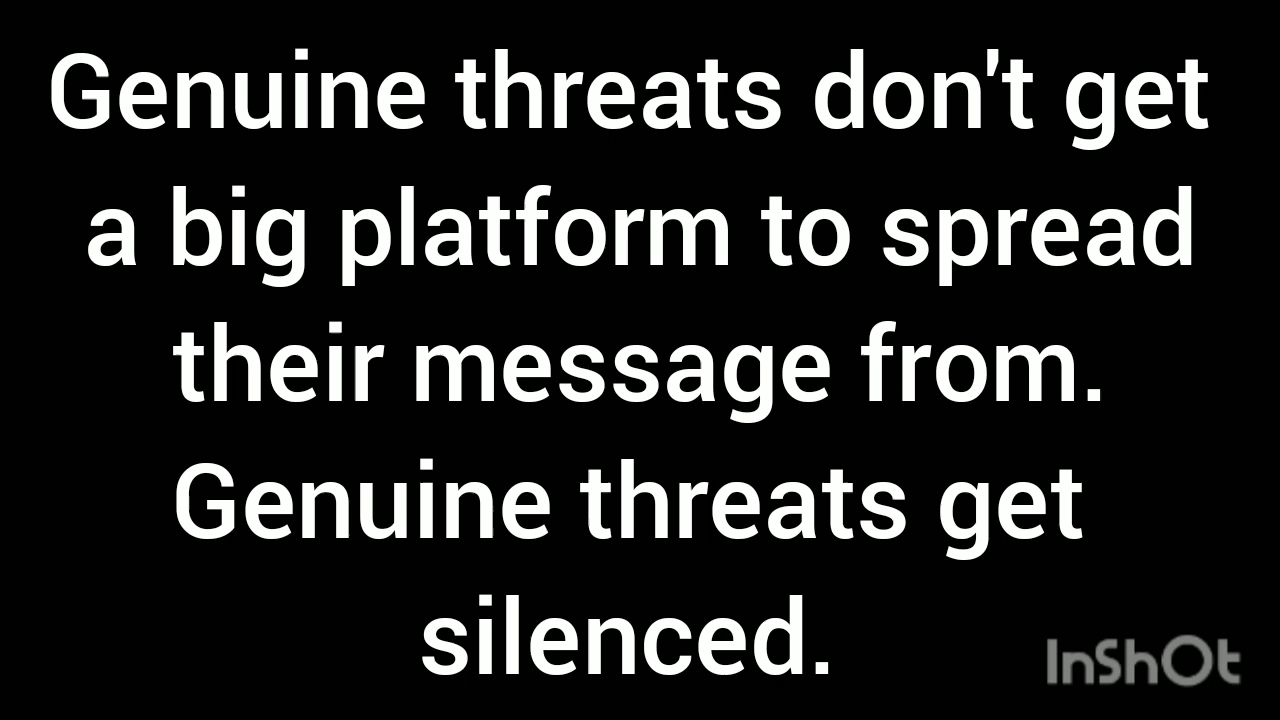 Genuine threats don't get
a big platform to spread
their message from.
Genuine threats get
silenced.
InShOt